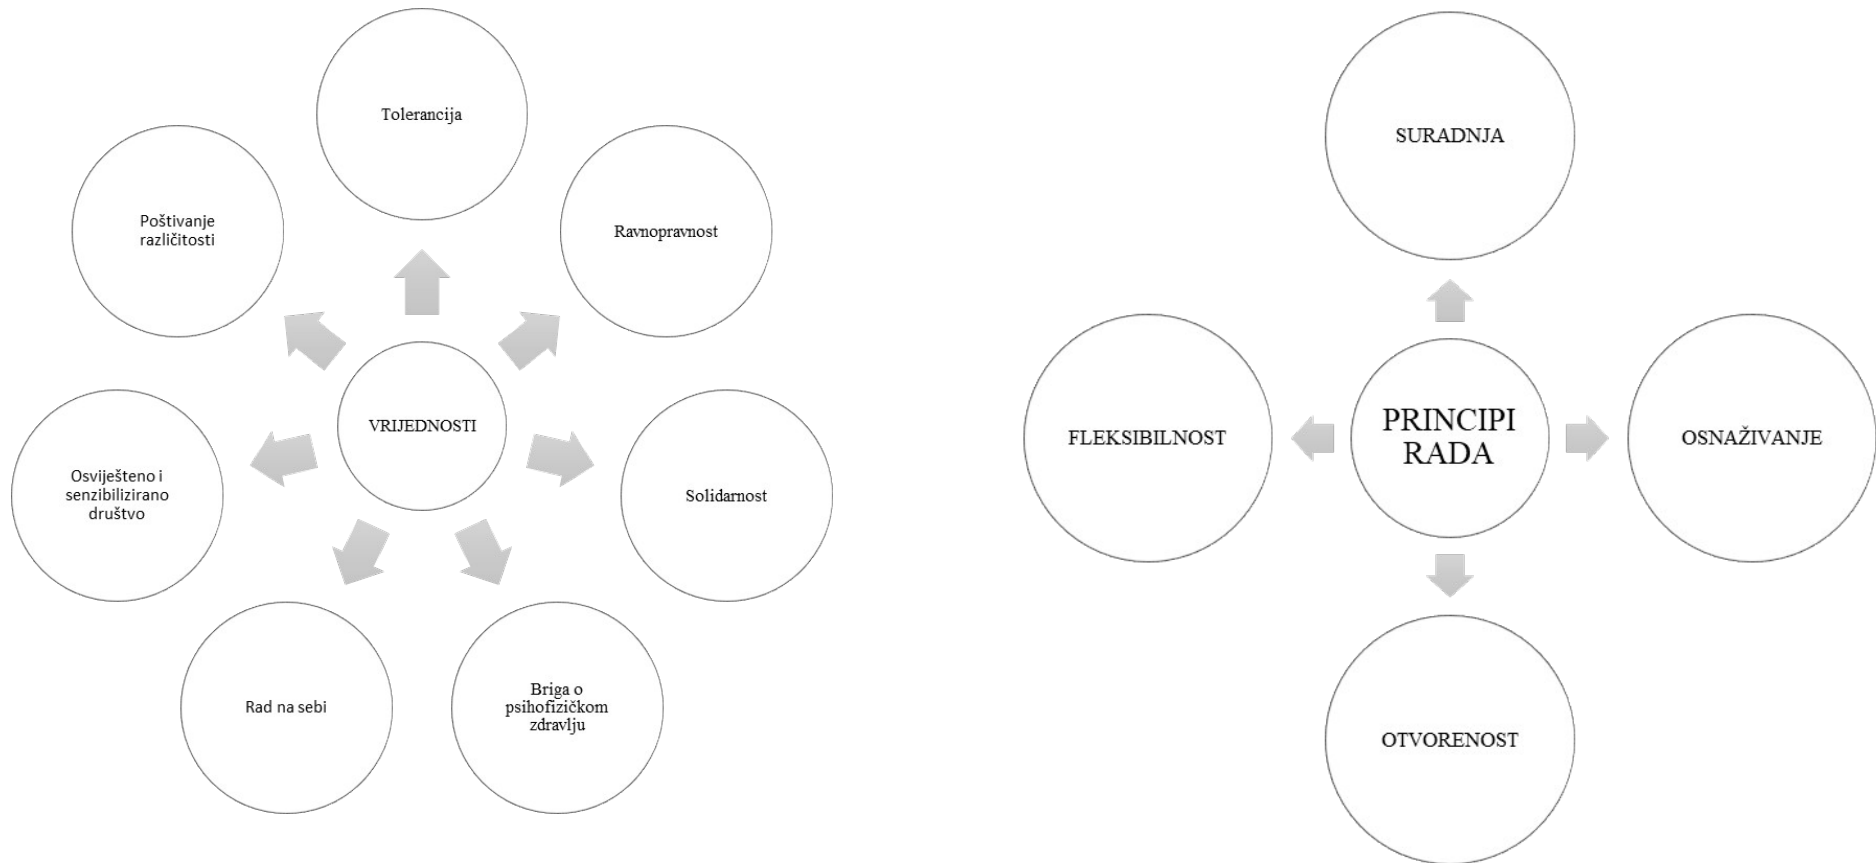 Tolerancija
Poštivanje
različitosti
Ravnopravnost
VRIJEDNOSTI
Osviješteno i
senzibilizirano
društvo
Solidarnost
Rad na sebi
Briga o
psihofizičkom
zdravlju
SURADNJA
FLEKSIBILNOST
PRINCIPI
RADA
OSNAŽIVANJE
OTVORENOST